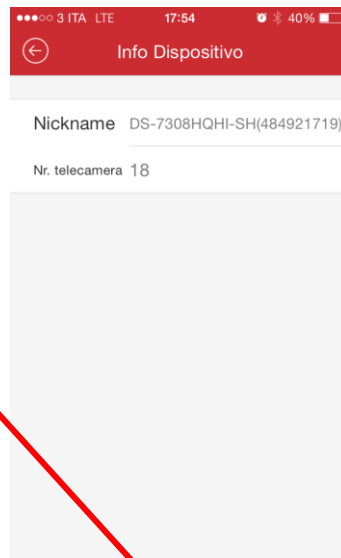 3 ITA LTE 17:54 40%
Info Dispositivo
Nickname DS-7308HQHI-SH(484921719)
Nr. telecamera 18